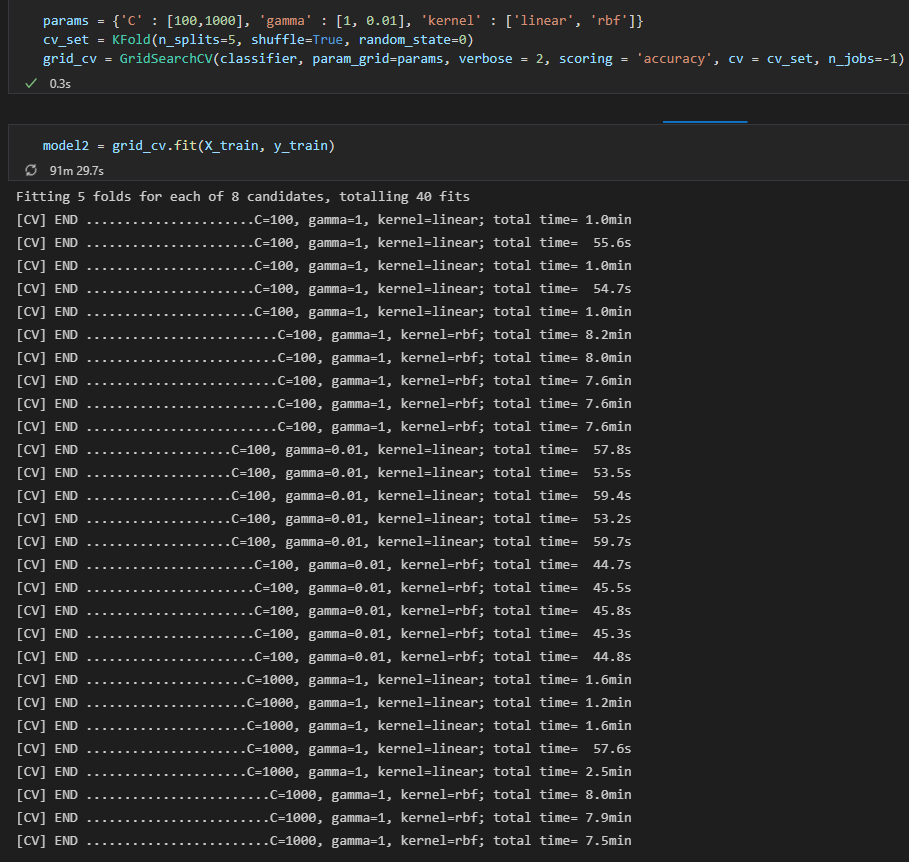 params = {'C' : [100,1000], 'gamma' : [1, 0.01], 'kernel' : ['linear', 'rbf']}
cv_set = KFold(n_splits=5, shuffle=True, random_state=0)
grid_cv = GridSearchCV(classifier, param_grid=params, verbose = 2, scoring = 'accuracy', cv = cv_set, n_jobs=-1)
0.3s
model2 = grid_cv.fit(X_train, y_train)
91m 29.7s
Fitting 5 folds for each of 8 candidates, totalling 40 fits
[CV] END ......................C=100, gamma=1, kernel=linear; total time= 1.0min
[CV] END ......................C=100, gamma=1, kernel=linear; total time=  55.6s
[CV] END ......................C=100, gamma=1, kernel=linear; total time= 1.0min
[CV] END ......................C=100, gamma=1, kernel=linear; total time=  54.7s
[CV] END ......................C=100, gamma=1, kernel=linear; total time= 1.0min
[CV] END .........................C=100, gamma=1, kernel=rbf; total time= 8.2min
[CV] END .........................C=100, gamma=1, kernel=rbf; total time= 8.0min
[CV] END .........................C=100, gamma=1, kernel=rbf; total time= 7.6min
[CV] END .........................C=100, gamma=1, kernel=rbf; total time= 7.6min
[CV] END .........................C=100, gamma=1, kernel=rbf; total time= 7.6min
[CV] END ...................C=100, gamma=0.01, kernel=linear; total time=  57.8s
[CV] END ...................C=100, gamma=0.01, kernel=linear; total time=  53.5s
[CV] END ...................C=100, gamma=0.01, kernel=linear; total time=  59.4s
[CV] END ...................C=100, gamma=0.01, kernel=linear; total time=  53.2s
[CV] END ...................C=100, gamma=0.01, kernel=linear; total time=  59.7s
[CV] END ......................C=100, gamma=0.01, kernel=rbf; total time=  44.7s
[CV] END ......................C=100, gamma=0.01, kernel=rbf; total time=  45.5s
[CV] END ......................C=100, gamma=0.01, kernel=rbf; total time=  45.8s
[CV] END ......................C=100, gamma=0.01, kernel=rbf; total time=  45.3s
[CV] END ......................C=100, gamma=0.01, kernel=rbf; total time=  44.8s
[CV] END .....................C=1000, gamma=1, kernel=linear; total time= 1.6min
[CV] END .....................C=1000, gamma=1, kernel=linear; total time= 1.2min
[CV] END .....................C=1000, gamma=1, kernel=linear; total time= 1.6min
[CV] END .....................C=1000, gamma=1, kernel=linear; total time=  57.6s
[CV] END .....................C=1000, gamma=1, kernel=linear; total time= 2.5min
[CV] END ........................C=1000, gamma=1, kernel=rbf; total time= 8.0min
[CV] END ........................C=1000, gamma=1, kernel=rbf; total time= 7.9min
[CV] END ........................C=1000, gamma=1, kernel=rbf; total time= 7.5min